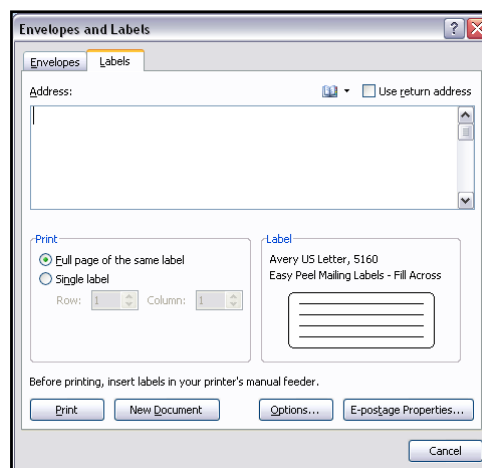 Envelopes and Labels
Envelopes Labels
Address: Use return address
Print
Full page of the same label
Single label
Row: 1 Column: 1
Label
Avery US Letter, 5160
Easy Peel Mailing Labels - Fill Across
Before printing, insert labels in your printer's manual feeder.
Print New Document Options... E-postage Properties...
Cancel